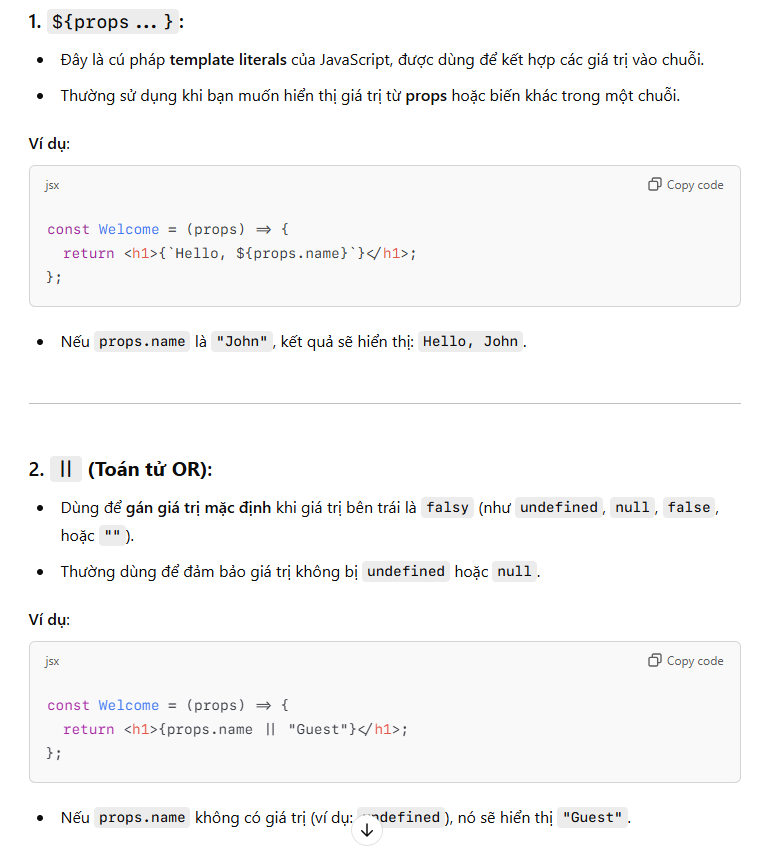 1. ${props ... } :
• Đây là cú pháp template literals của JavaScript, được dùng để kết hợp các giá trị vào chuỗi.
• Thường sử dụng khi bạn muốn hiển thị giá trị từ props hoặc biến khác trong một chuỗi.
Ví dụ:
jsx
Copy code
const Welcome = (props) => {
return <h1>{`Hello, ${props.name}`}</h1>;
};
• Nếu props.name là "John", kết quả sẽ hiển thị: Hello, John.
2. || (Toán tử OR):
• Dùng để gán giá trị mặc định khi giá trị bên trái là falsy (như undefined, null, false,
hoặc "").
• Thường dùng để đảm bảo giá trị không bị undefined hoặc null.
Ví dụ:
jsx
Copy code
const Welcome = (props) => {
return <h1>{props.name || "Guest"}</h1>;
};
• Nếu props.name không có giá trị (ví dụ: undefined), nó sẽ hiển thị "Guest".